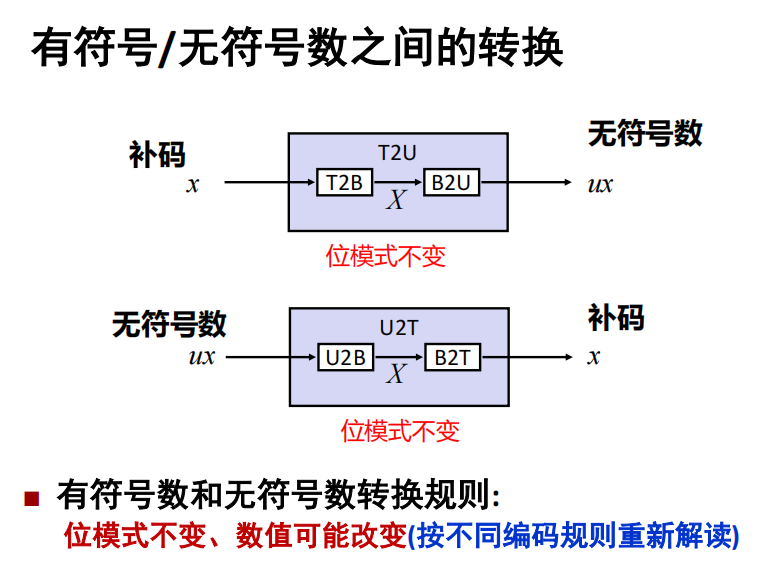 有符号/无符号数之间的转换
补码
x
T2U
T2B
X
B2U
无符号数
ux
位模式不变
无符号数
ux
U2T
U2B
X
B2T
补码
x
位模式不变
有符号数和无符号数转换规则:
位模式不变、数值可能改变(按不同编码规则重新解读)